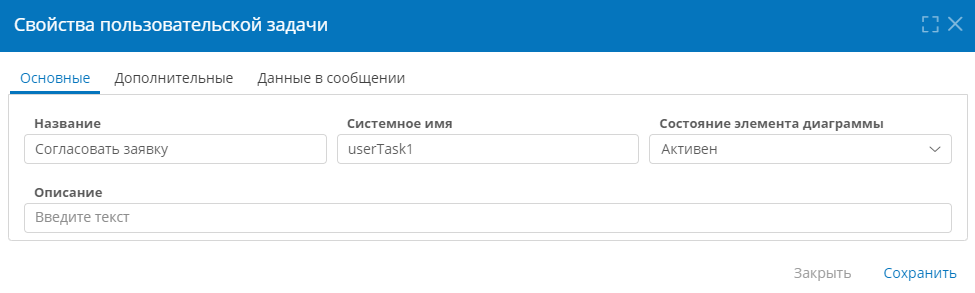 Свойства пользовательской задачи
Основные Дополнительные Данные в сообщении
Название Системное имя Состояние элемента диаграммы
Согласовать заявку userTask1 Активен
Описание
Введите текст
Закрыть Сохранить